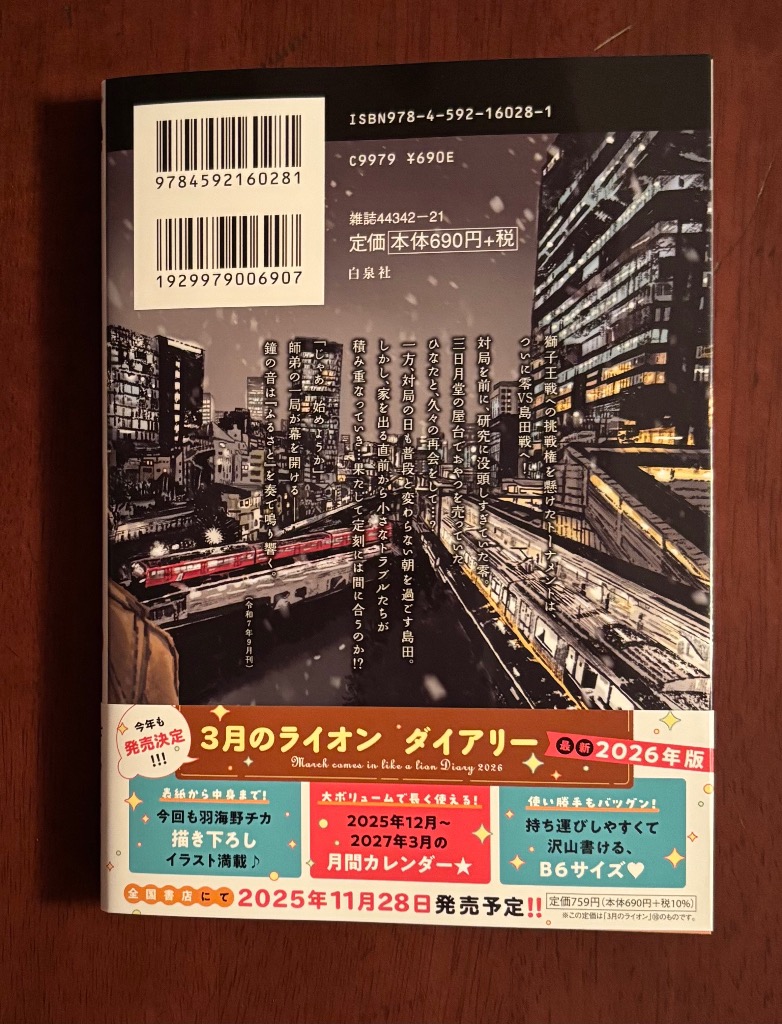 ISBN978-4-592-16028-1
9784592160281
C9979 ¥690E
1929979006907
雑誌44342-21
定価 本体690円+税
白泉社
獅子王戦への挑戦権を懸けたトーナメントは、
ついに零VS島田戦へ!
対局を前に、研究に没頭しすぎていた零。
三日月堂の屋台でおやつを売っていた
ひなたと、久々の再会をして…?
一方、対局の日も普段と変わらない朝を過ごす島田。
しかし、家を出る直前から小さなトラブルたちが
積み重なっていき…果たして定刻には間に合うのか!?
「じゃあ、始めようか」
師弟の一局が幕を開ける──
鐘の音は『ふるさと』を奏で鳴り響く。
(令和7年9月刊)
今年も
発売決定
!!!
3月のライオン ダイアリー
最新 2026年版
March comes in like a lion Diary 2026
表紙から中身まで!
今回も羽海野チカ
描き下ろし
イラスト満載♪
大ボリュームで長く使える!
2025年12月~
2027年3月の
月間カレンダー★
使い勝手もバツグン!
持ち運びしやすくて
沢山書ける、
B6サイズ♥
全国書店にて 2025年11月28日発売予定!!
定価759円(本体690円+税10%)
※この定価は「3月のライオン」⑱のものです。